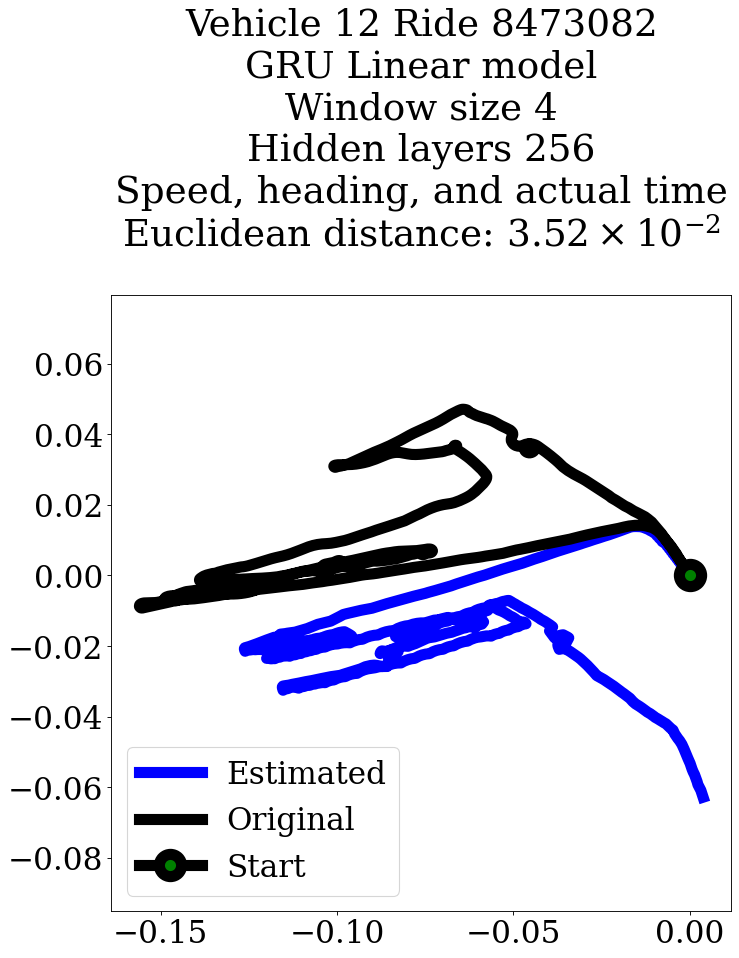 Vehicle 12 Ride 8473082
GRU Linear model
Window size 4
Hidden layers 256
Speed, heading, and actual time
Euclidean distance: 3.52 × 10⁻²
0.06
0.04
0.02
0.00
−0.02
−0.04
−0.06
−0.08
Estimated
Original
Start
−0.15
−0.10
−0.05
0.00